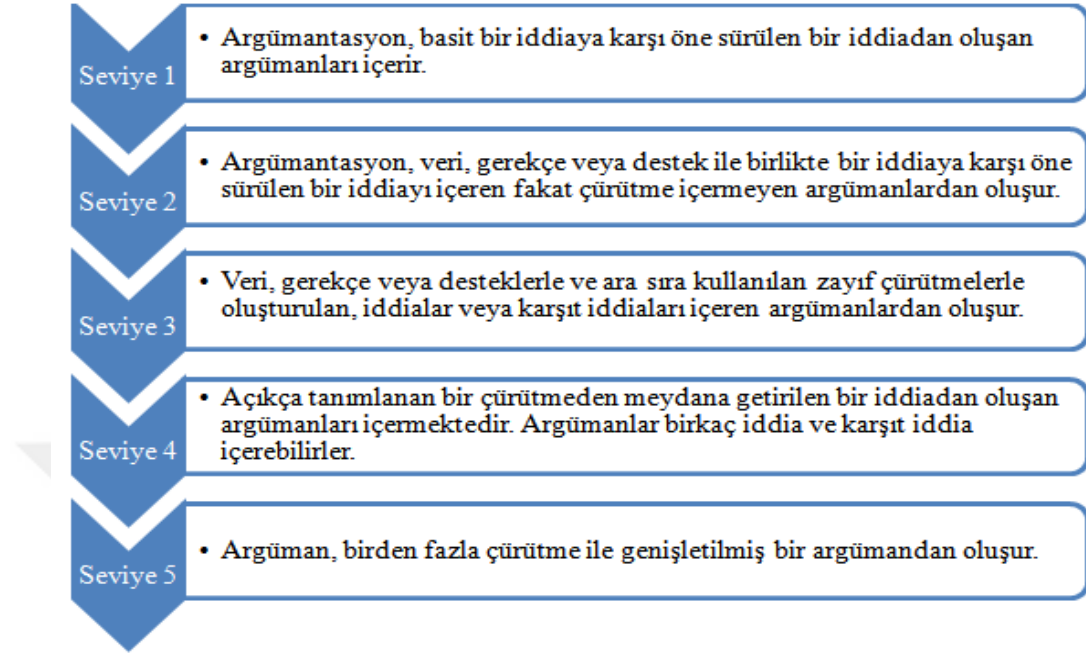 Seviye 1
• Argümantasyon, basit bir iddiaya karşı öne sürülen bir iddiadan oluşan
argümanları içerir.
Seviye 2
• Argümantasyon, veri, gerekçe veya destek ile birlikte bir iddiaya karşı öne
sürülen bir iddiayı içeren fakat çürütme içermeyen argümanlardan oluşur.
Seviye 3
• Veri, gerekçe veya desteklerle ve ara sıra kullanılan zayıf çürütmelerle
oluşturulan, iddialar veya karşıt iddiaları içeren argümanlardan oluşur.
Seviye 4
• Açıkça tanımlanan bir çürütmeden meydana getirilen bir iddiadan oluşan
argümanları içermektedir. Argümanlar birkaç iddia ve karşıt iddia
içerebilirler.
Seviye 5
• Argüman, birden fazla çürütme ile genişletilmiş bir argümandan oluşur.